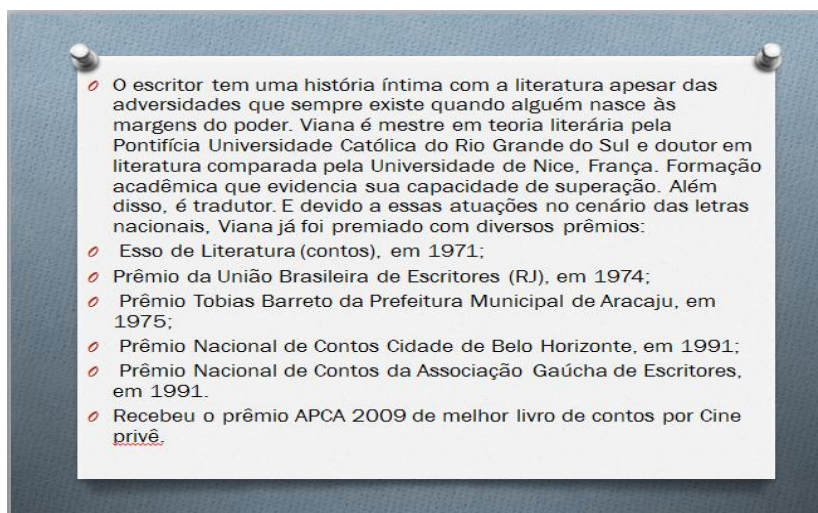 O escritor tem uma história íntima com a literatura apesar das
adversidades que sempre existe quando alguém nasce às
margens do poder. Viana é mestre em teoria literária pela
Pontifícia Universidade Católica do Rio Grande do Sul e doutor em
literatura comparada pela Universidade de Nice, França. Formação
acadêmica que evidencia sua capacidade de superação. Além
disso, é tradutor. E devido a essas atuações no cenário das letras
nacionais, Viana já foi premiado com diversos prêmios:
Esso de Literatura (contos), em 1971;
Prêmio da União Brasileira de Escritores (RJ), em 1974;
Prêmio Tobias Barreto da Prefeitura Municipal de Aracaju, em
1975;
Prêmio Nacional de Contos Cidade de Belo Horizonte, em 1991;
Prêmio Nacional de Contos da Associação Gaúcha de Escritores,
em 1991.
Recebeu o prêmio APCA 2009 de melhor livro de contos por Cine
privê.